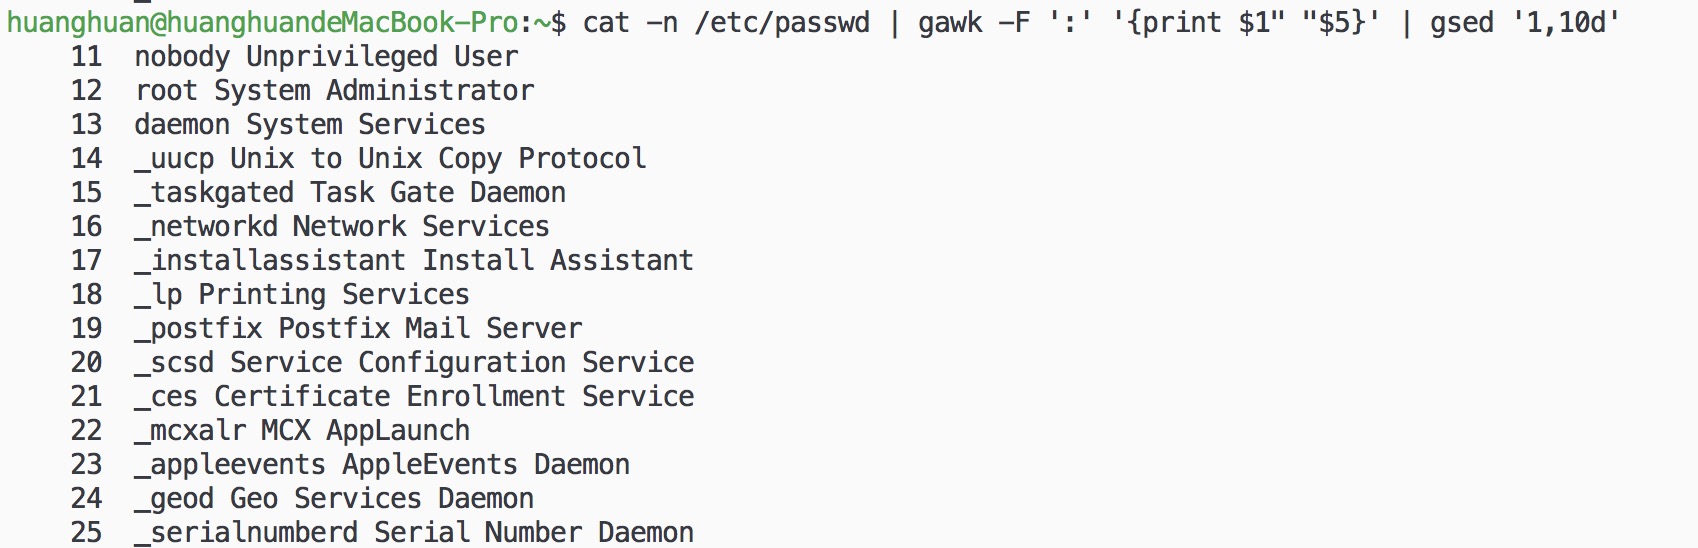 huanghuan@huanghuandeMacBook-Pro:~$ cat -n /etc/passwd | gawk -F ':' '{print $1" "$5}' | gsed '1,10d'
11 nobody Unprivileged User
12 root System Administrator
13 daemon System Services
14 _uucp Unix to Unix Copy Protocol
15 _taskgated Task Gate Daemon
16 _networkd Network Services
17 _installassistant Install Assistant
18 _lp Printing Services
19 _postfix Postfix Mail Server
20 _scsd Service Configuration Service
21 _ces Certificate Enrollment Service
22 _mcxalr MCX AppLaunch
23 _appleevents AppleEvents Daemon
24 _geod Geo Services Daemon
25 _serialnumberd Serial Number Daemon